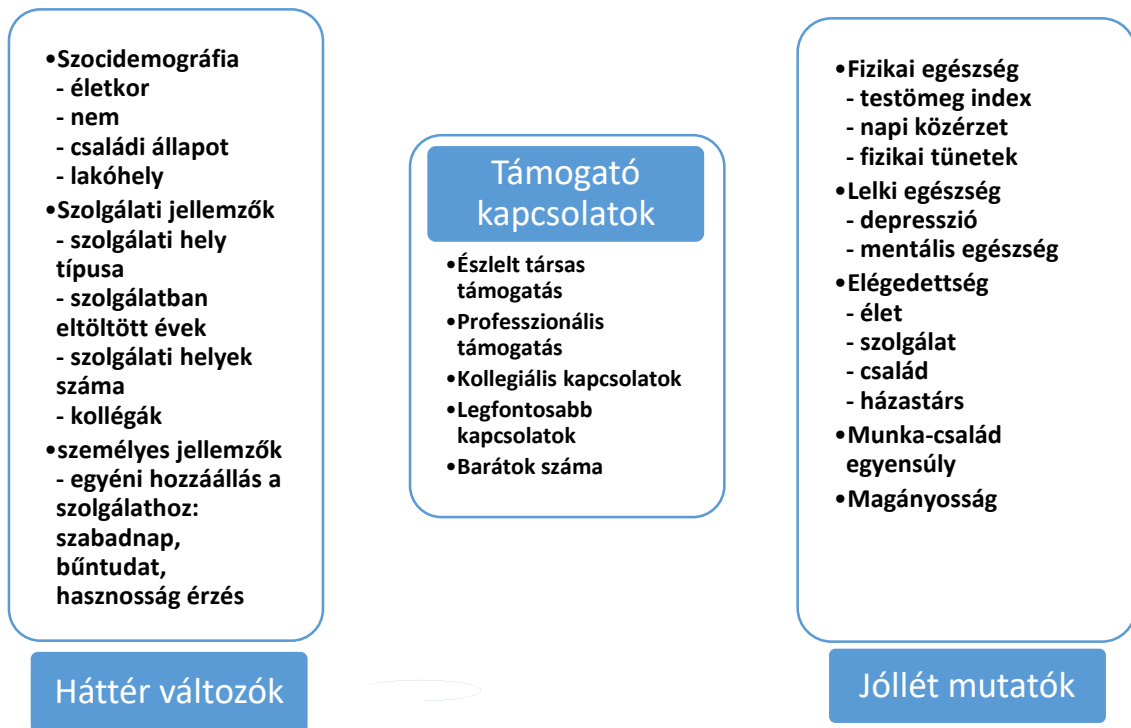 •Szocidemográfia
- életkor
- nem
- családi állapot
- lakóhely
•Szolgálati jellemzők
- szolgálati hely
típusa
- szolgálatban
eltöltött évek
- szolgálati helyek
száma
- kollégák
•személyes jellemzők
- egyéni hozzáállás a
szolgálathoz:
szabadnap,
bűntudat,
hasznosság érzés
Háttér változók
Támogató
kapcsolatok
•Észlelt társas
támogatás
•Professzionális
támogatás
•Kollegiális kapcsolatok
•Legfontosabb
kapcsolatok
•Barátok száma
•Fizikai egészség
- testömeg index
- napi közérzet
- fizikai tünetek
•Lelki egészség
- depresszió
- mentális egészség
•Elégedettség
- élet
- szolgálat
- család
- házastárs
•Munka-család
egyensúly
•Magányosság
Jóllét mutatók